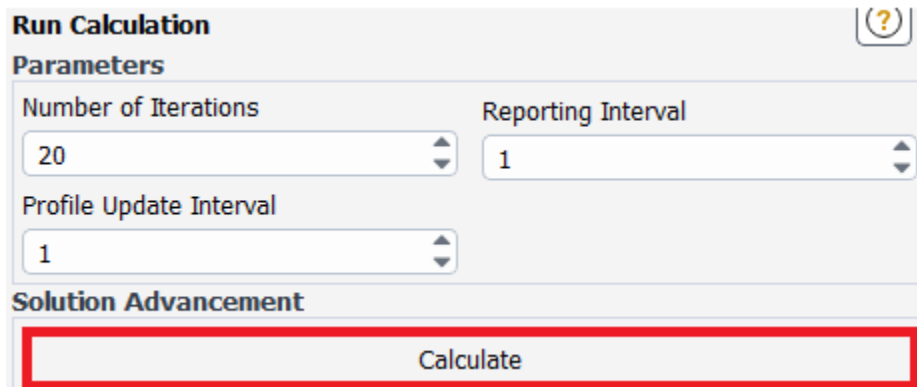 Run Calculation
?
Parameters
Number of Iterations
Reporting Interval
20
1
Profile Update Interval
1
Solution Advancement
Calculate